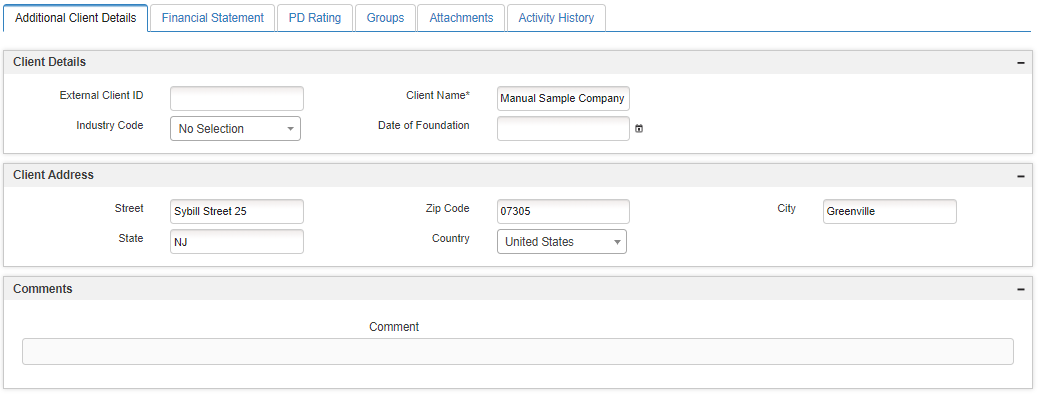 Additional Client Details Financial Statement PD Rating Groups Attachments Activity History
Client Details
External Client ID Client Name* Manual Sample Company
Industry Code No Selection Date of Foundation
Client Address
Street Sybill Street 25 Zip Code 07305 City Greenville
State NJ Country United States
Comments
Comment